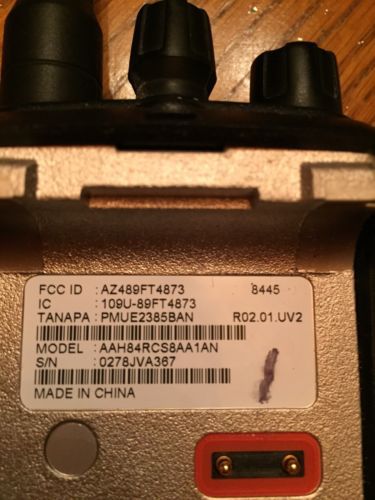 FCC ID : AZ489FT4873 8445
IC : 109U-89FT4873
TANAPA : PMUE2385BAN R02.01.UV2
MODEL : AAH84RCS8AA1AN
S/N : 0278JVA367
MADE IN CHINA